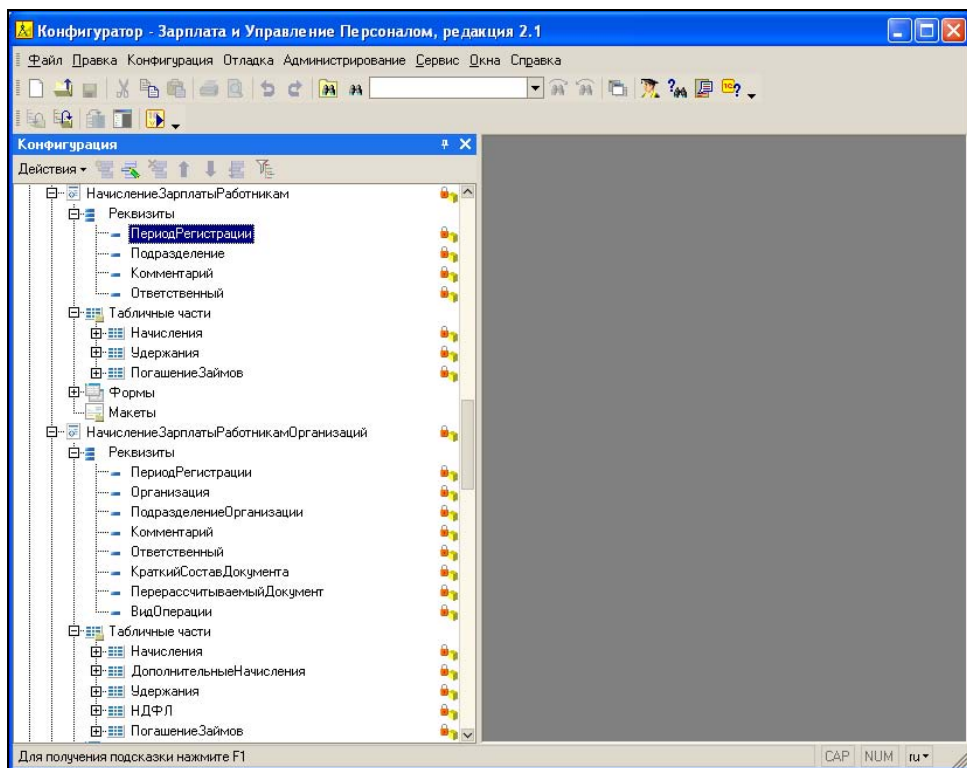 Конфигуратор - Зарплата и Управление Персоналом, редакция 2.1
Файл Правка Конфигурация Отладка Администрирование Сервис Окна Справка
Конфигурация
Действия
НачислениеЗарплатыРаботникам
Реквизиты
ПериодРегистрации
Подразделение
Комментарий
Ответственный
Табличные части
Начисления
Удержания
ПогашениеЗаймов
Формы
Макеты
НачислениеЗарплатыРаботникамОрганизаций
Реквизиты
ПериодРегистрации
Организация
ПодразделениеОрганизации
Комментарий
Ответственный
КраткийСоставДокумента
ПерерассчитываемыйДокумент
ВидОперации
Табличные части
Начисления
ДополнительныеНачисления
Удержания
НДФЛ
ПогашениеЗаймов
Для получения подсказки нажмите F1
CAP NUM ru